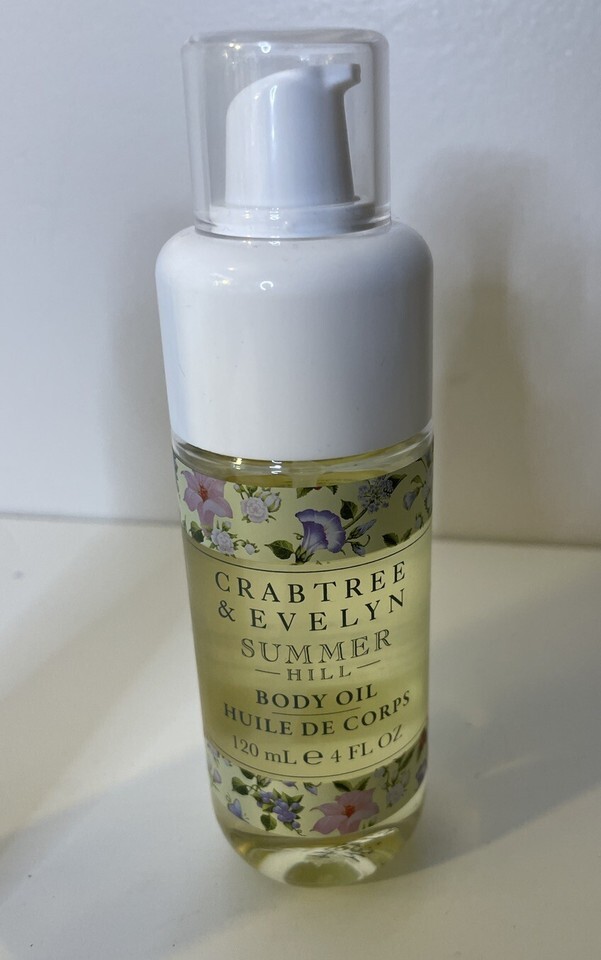 CRABTREE
& EVELYN
SUMMER
HILL
BODY OIL
HUILE DE CORPS
120 mL ℮ 4 FL OZ